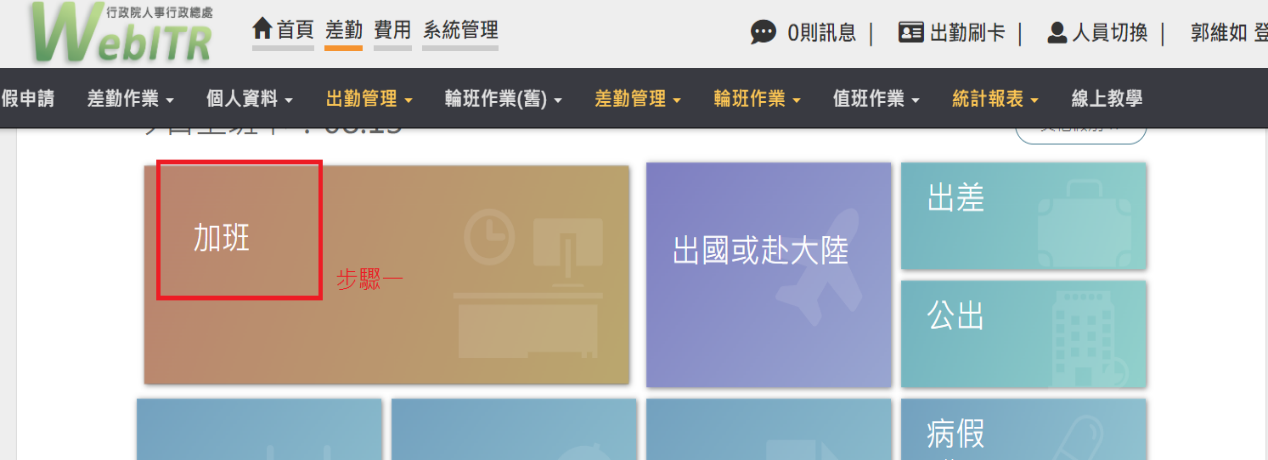 行政院人事行政總處
WebITR
首頁 差勤 費用 系統管理
0則訊息 | 出勤刷卡 | 人員切換 | 郭維如
假申請 差勤作業 個人資料 出勤管理 輪班作業(舊) 差勤管理 輪班作業 值班作業 統計報表 線上教學
加班
步驟一
出國或赴大陸
出差
公出
病假